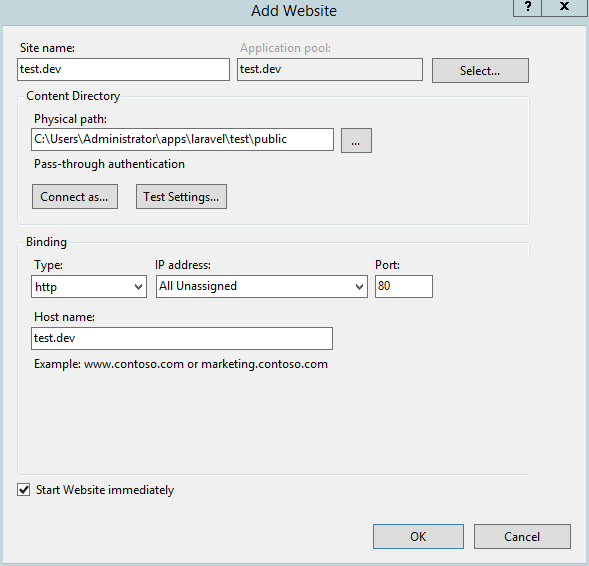 Add Website
? x
Site name: Application pool:
test.dev test.dev Select...
Content Directory
Physical path:
C:\Users\Administrator\apps\laravel\test\public ...
Pass-through authentication
Connect as... Test Settings...
Binding
Type: IP address: Port:
http All Unassigned 80
Host name:
test.dev
Example: www.contoso.com or marketing.contoso.com
Start Website immediately
OK Cancel